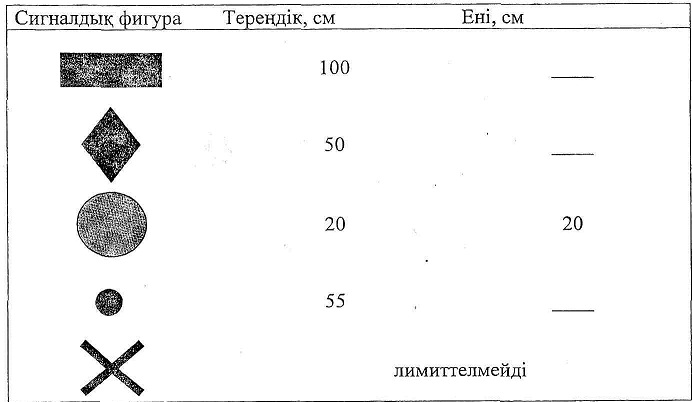 Сигналдық фигура Тереңдік, см Ені, см
100 ____
50 ____
20 20
55 ____
лимиттелмейді